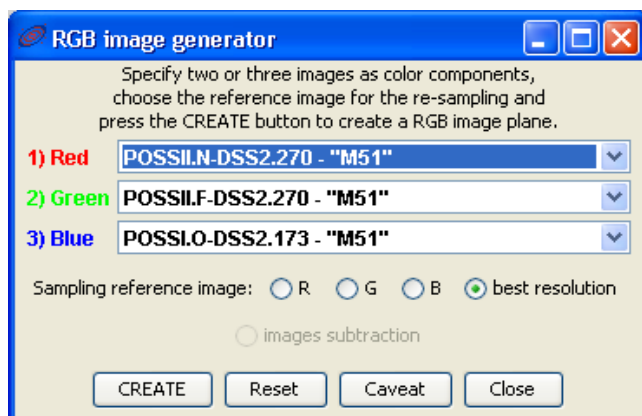 RGB image generator
Specify two or three images as color components,
choose the reference image for the re-sampling and
press the CREATE button to create a RGB image plane.
1) Red POSSII.N-DSS2.270 - "M51"
2) Green POSSII.F-DSS2.270 - "M51"
3) Blue POSSI.O-DSS2.173 - "M51"
Sampling reference image: R G B best resolution
images subtraction
CREATE Reset Caveat Close